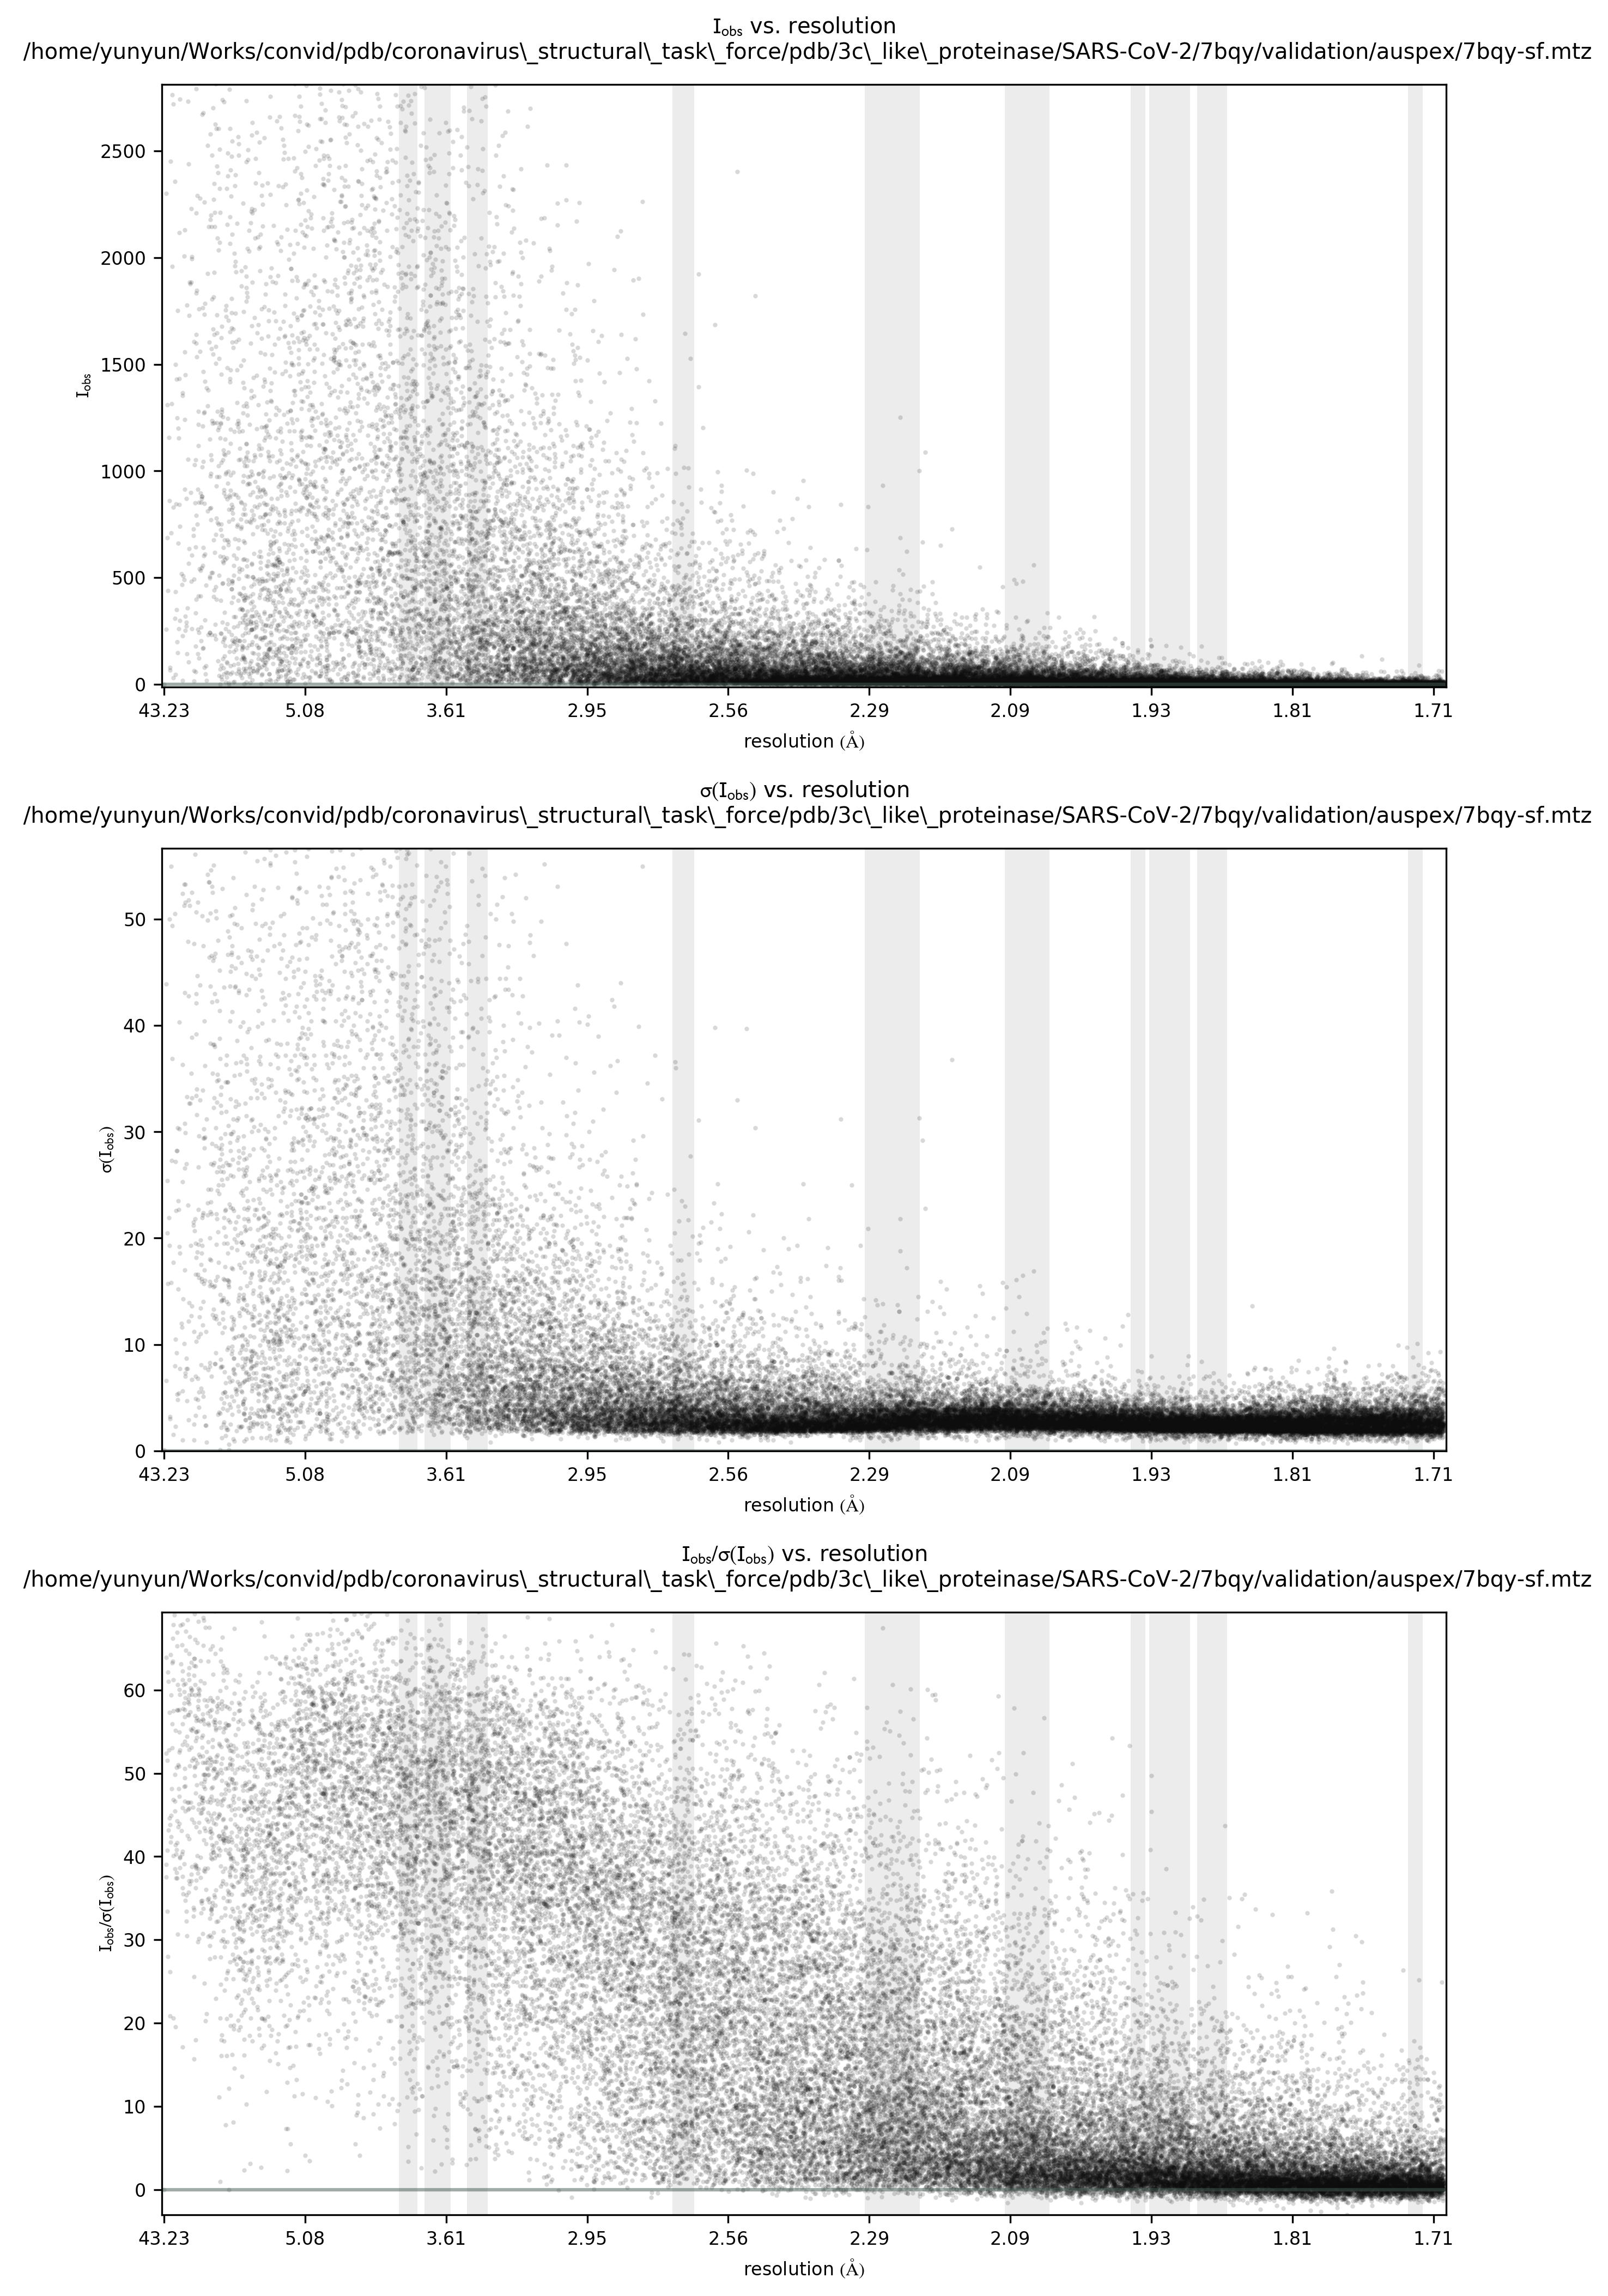 Iobs vs. resolution
/home/yunyun/Works/convid/pdb/coronavirus\_structural\_task\_force/pdb/3c\_like\_proteinase/SARS-CoV-2/7bqy/validation/auspex/7bqy-sf.mtz
2500
2000
1500
Iobs
1000
500
0
43.23 5.08 3.61 2.95 2.56 2.29 2.09 1.93 1.81 1.71
resolution (Å)
σ(Iobs) vs. resolution
/home/yunyun/Works/convid/pdb/coronavirus\_structural\_task\_force/pdb/3c\_like\_proteinase/SARS-CoV-2/7bqy/validation/auspex/7bqy-sf.mtz
50
40
30
σ(Iobs)
20
10
0
43.23 5.08 3.61 2.95 2.56 2.29 2.09 1.93 1.81 1.71
resolution (Å)
Iobs/σ(Iobs) vs. resolution
/home/yunyun/Works/convid/pdb/coronavirus\_structural\_task\_force/pdb/3c\_like\_proteinase/SARS-CoV-2/7bqy/validation/auspex/7bqy-sf.mtz
60
50
40
Iobs/σ(Iobs)
30
20
10
0
43.23 5.08 3.61 2.95 2.56 2.29 2.09 1.93 1.81 1.71
resolution (Å)